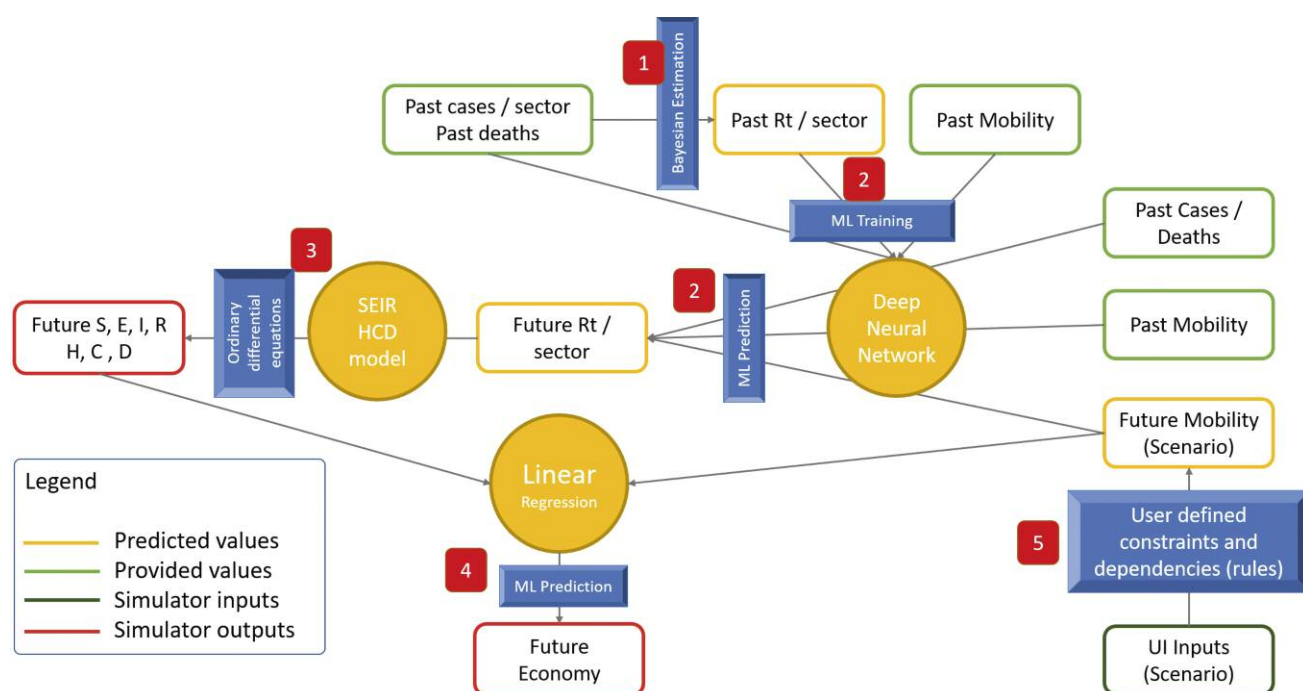 1
Bayesian Estimation
Past cases / sector
Past deaths
Past Rt / sector
Past Mobility
2
ML Training
Past Cases /
Deaths
3
Ordinary
differential
equations
SEIR
HCD
model
2
ML Prediction
Deep
Neural
Network
Future S, E, I, R
H, C , D
Future Rt /
sector
Past Mobility
Future Mobility
(Scenario)
Linear
Regression
Legend
Predicted values
Provided values
Simulator inputs
Simulator outputs
4
ML Prediction
5
User defined
constraints and
dependencies (rules)
Future
Economy
UI Inputs
(Scenario)